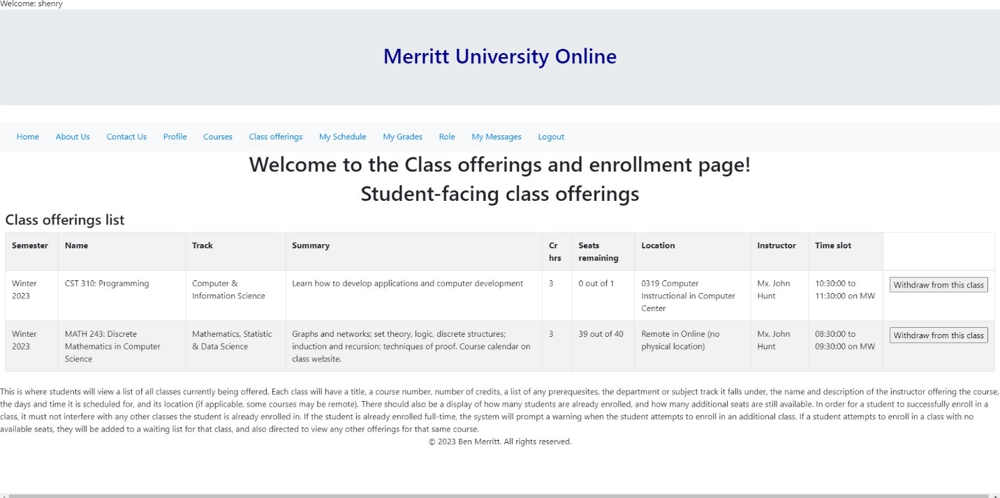 Welcome: shenry
Merritt University Online
Home About Us Contact Us Profile Courses Class offerings My Schedule My Grades Role My Messages Logout
Welcome to the Class offerings and enrollment page!
Student-facing class offerings
Class offerings list
Semester Name Track Summary Cr hrs Seats remaining Location Instructor Time slot
Winter 2023 CST 310: Programming Computer & Information Science Learn how to develop applications and computer development 3 0 out of 1 0319 Computer Instructional in Computer Center Mx. John Hunt 10:30:00 to 11:30:00 on MW Withdraw from this class
Winter 2023 MATH 243: Discrete Mathematics in Computer Science Mathematics, Statistic & Data Science Graphs and networks; set theory, logic, discrete structures; induction and recursion; techniques of proof. Course calendar on class website. 3 39 out of 40 Remote in Online (no physical location) Mx. John Hunt 08:30:00 to 09:30:00 on MW Withdraw from this class
This is where students will view a list of all classes currently being offered. Each class will have a title, a course number, number of credits, a list of any prerequesites, the department or subject track it falls under, the name and description of the instructor offering the course,
the days and time it is scheduled for, and its location (if applicable, some courses may be remote). There should also be a display of how many students are already enrolled, and how many additional seats are still available. In order for a student to successfully enroll in a
class, it must not interfere with any other classes the student is already enrolled in. If the student is already enrolled full-time, the system will prompt a warning when the student attempts to enroll in an additional class. If a student attempts to enroll in a class with no
available seats, they will be added to a waiting list for that class, and also directed to view any other offerings for that same course.
© 2023 Ben Merritt. All rights reserved.